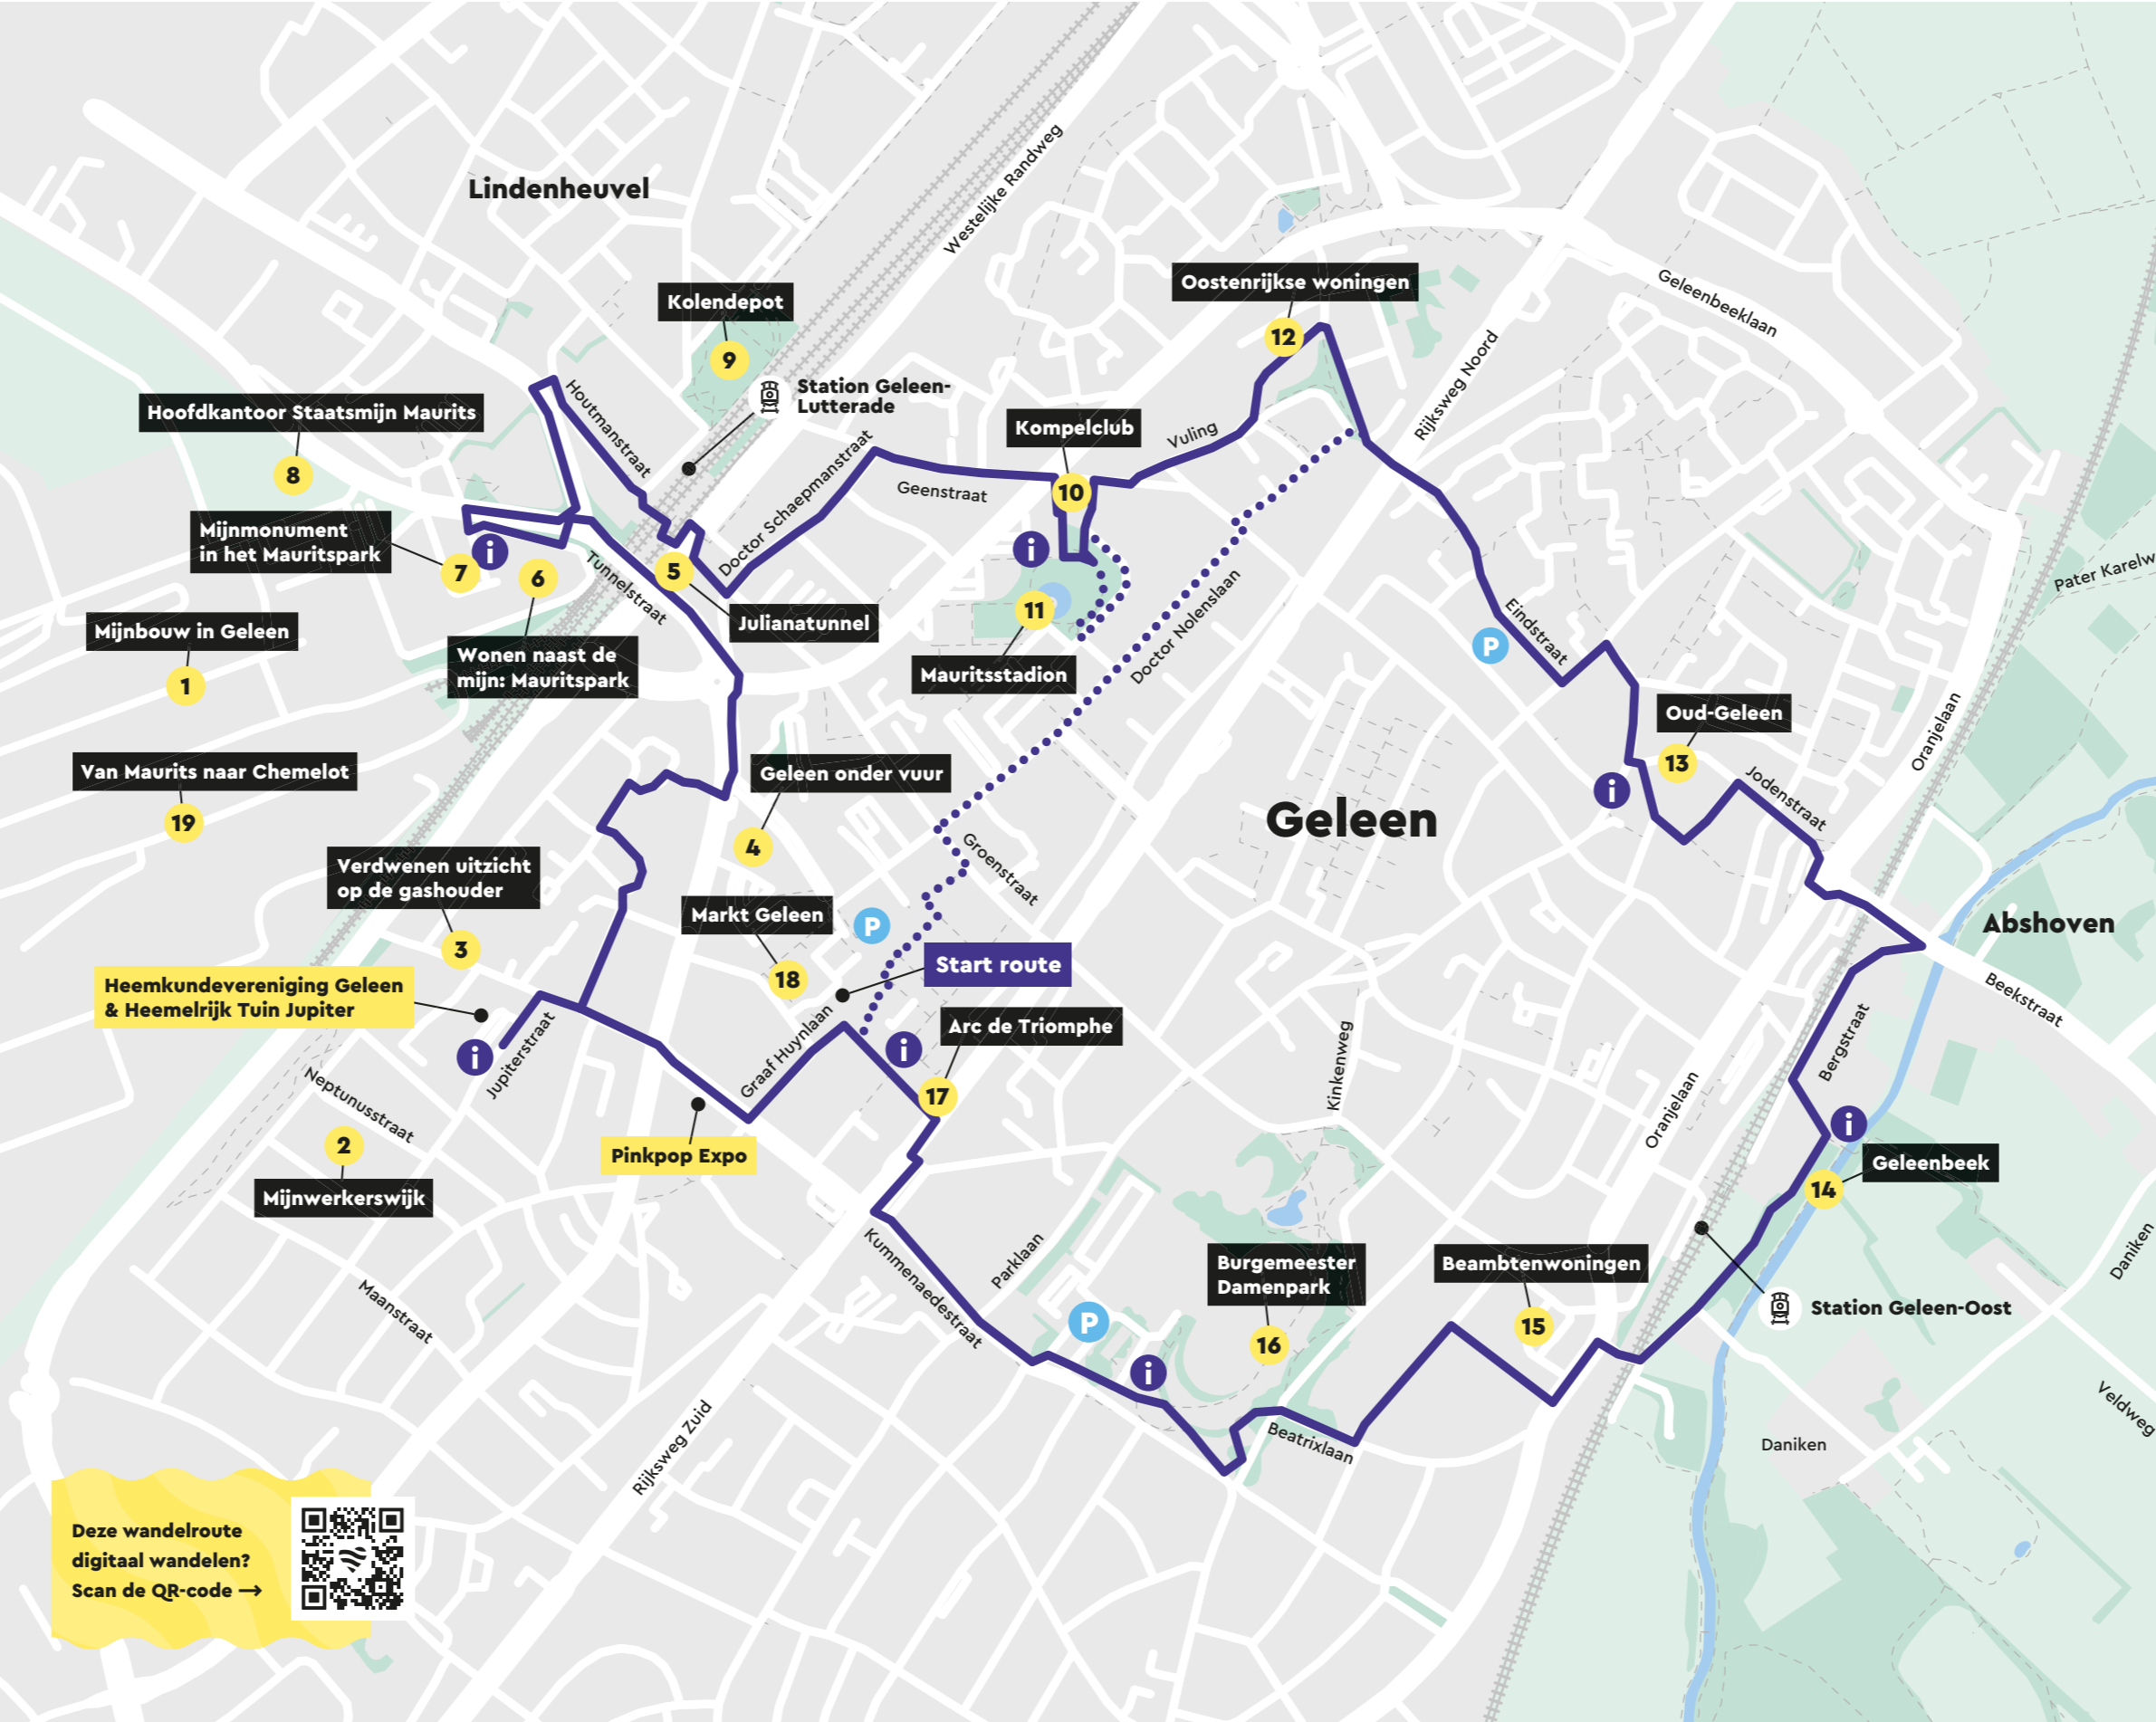 Lindenheuvel
Westelijke Randweg
Kolendepot
9
Oostenrijkse woningen
12
Geleenbeeklaan
Rijksweg Noord
Station Geleen-
Lutterade
Houtmanstraat
Hoofdkantoor Staatsmijn Maurits
8
Kompelclub
10
Vuling
Doctor Schaepmanstraat
Geenstraat
Mijnmonument
in het Mauritspark
7
i
6
Tunnelstraat
5
i
11
Julianatunnel
Mauritsstadion
Doctor Nolenslaan
Eindstraat
P
Pater Karelw
Mijnbouw in Geleen
1
Wonen naast de
mijn: Mauritspark
Oud-Geleen
13
i
Jodenstraat
Oranjelaan
Van Maurits naar Chemelot
19
Geleen onder vuur
4
Geleen
Groenstraat
Verdwenen uitzicht
op de gashouder
3
Markt Geleen
18
P
Start route
Abshoven
Beekstraat
Heemkundevereniging Geleen
& Heemelrijk Tuin Jupiter
i
Jupiterstraat
Graaf Huynlaan
i
Arc de Triomphe
17
Kinkenweg
Oranjelaan
Bergstraat
i
Geleenbeek
14
Neptunusstraat
2
Mijnwerkerswijk
Pinkpop Expo
Kummenaedestraat
Parklaan
Burgemeester
Damenpark
16
Beambtenwoningen
15
Station Geleen-Oost
Daniken
Maanstraat
P
i
Beatrixlaan
Rijksweg Zuid
Daniken
Veldweg
Deze wandelroute
digitaal wandelen?
Scan de QR-code →